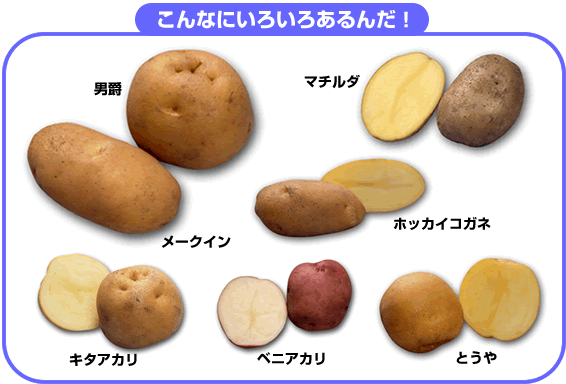 こんなにいろいろあるんだ！
男爵
マチルダ
メークイン
ホッカイコガネ
キタアカリ
ベニアカリ
とうや